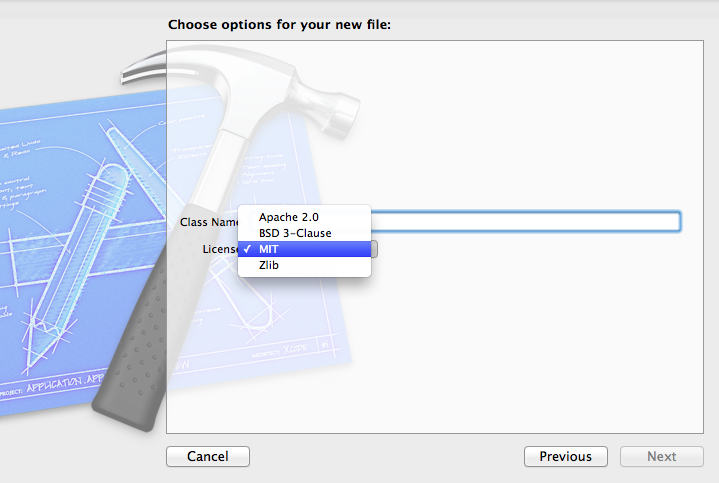 Choose options for your new file:
Class Name
Apache 2.0
BSD 3-Clause
License
✓ MIT
Zlib
PROJECT: APPLICATION.APP
XCODE
Cancel
Previous
Next